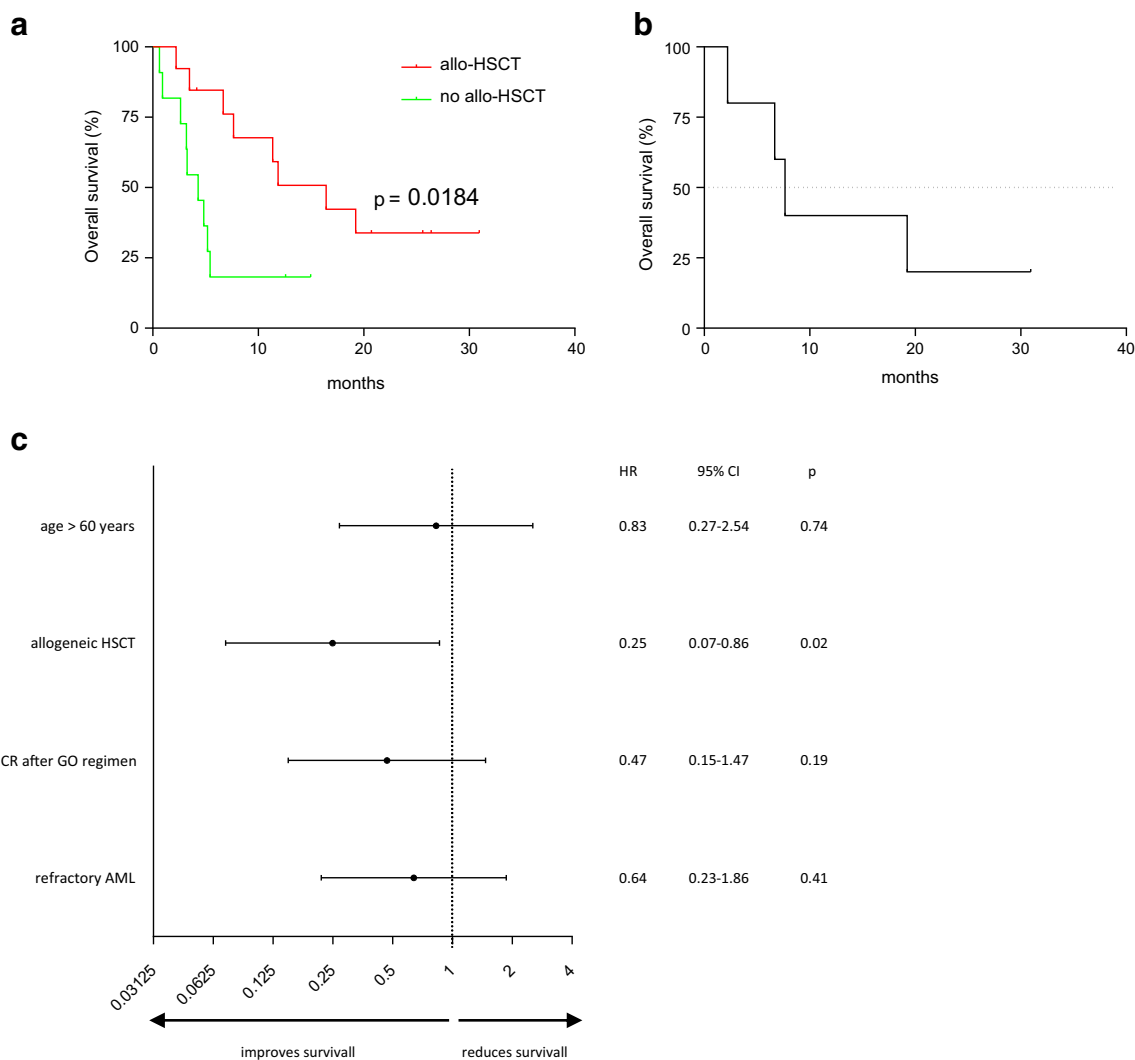 a
100
75
50
25
0
Overall survival (%)
0 10 20 30 40
months
allo-HSCT
no allo-HSCT
p = 0.0184
b
100
75
50
25
0
Overall survival (%)
0 10 20 30 40
months
c
HR 95% CI p
age > 60 years 0.83 0.27-2.54 0.74
allogeneic HSCT 0.25 0.07-0.86 0.02
CR after GO regimen 0.47 0.15-1.47 0.19
refractory AML 0.64 0.23-1.86 0.41
0.03125 0.0625 0.125 0.25 0.5 1 2 4
improves survivall reduces survivall